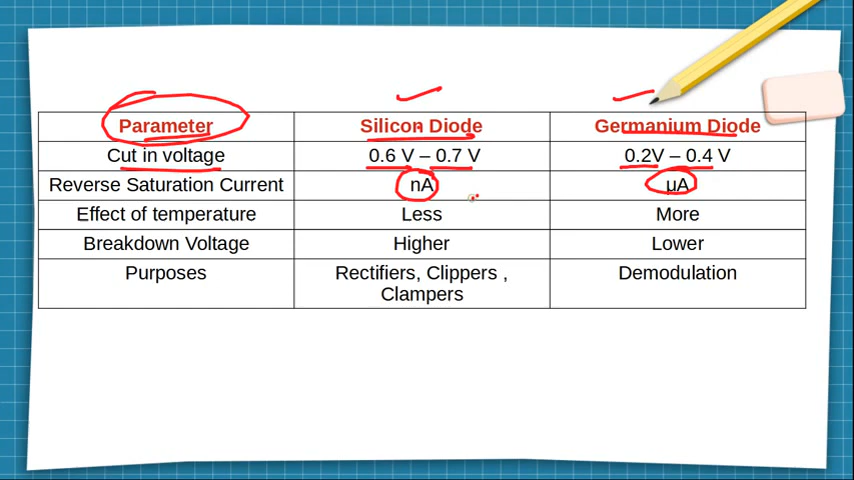 Parameter Silicon Diode Germanium Diode
Cut in voltage 0.6 V – 0.7 V 0.2V – 0.4 V
Reverse Saturation Current nA µA
Effect of temperature Less More
Breakdown Voltage Higher Lower
Purposes Rectifiers, Clippers , Demodulation
Clampers